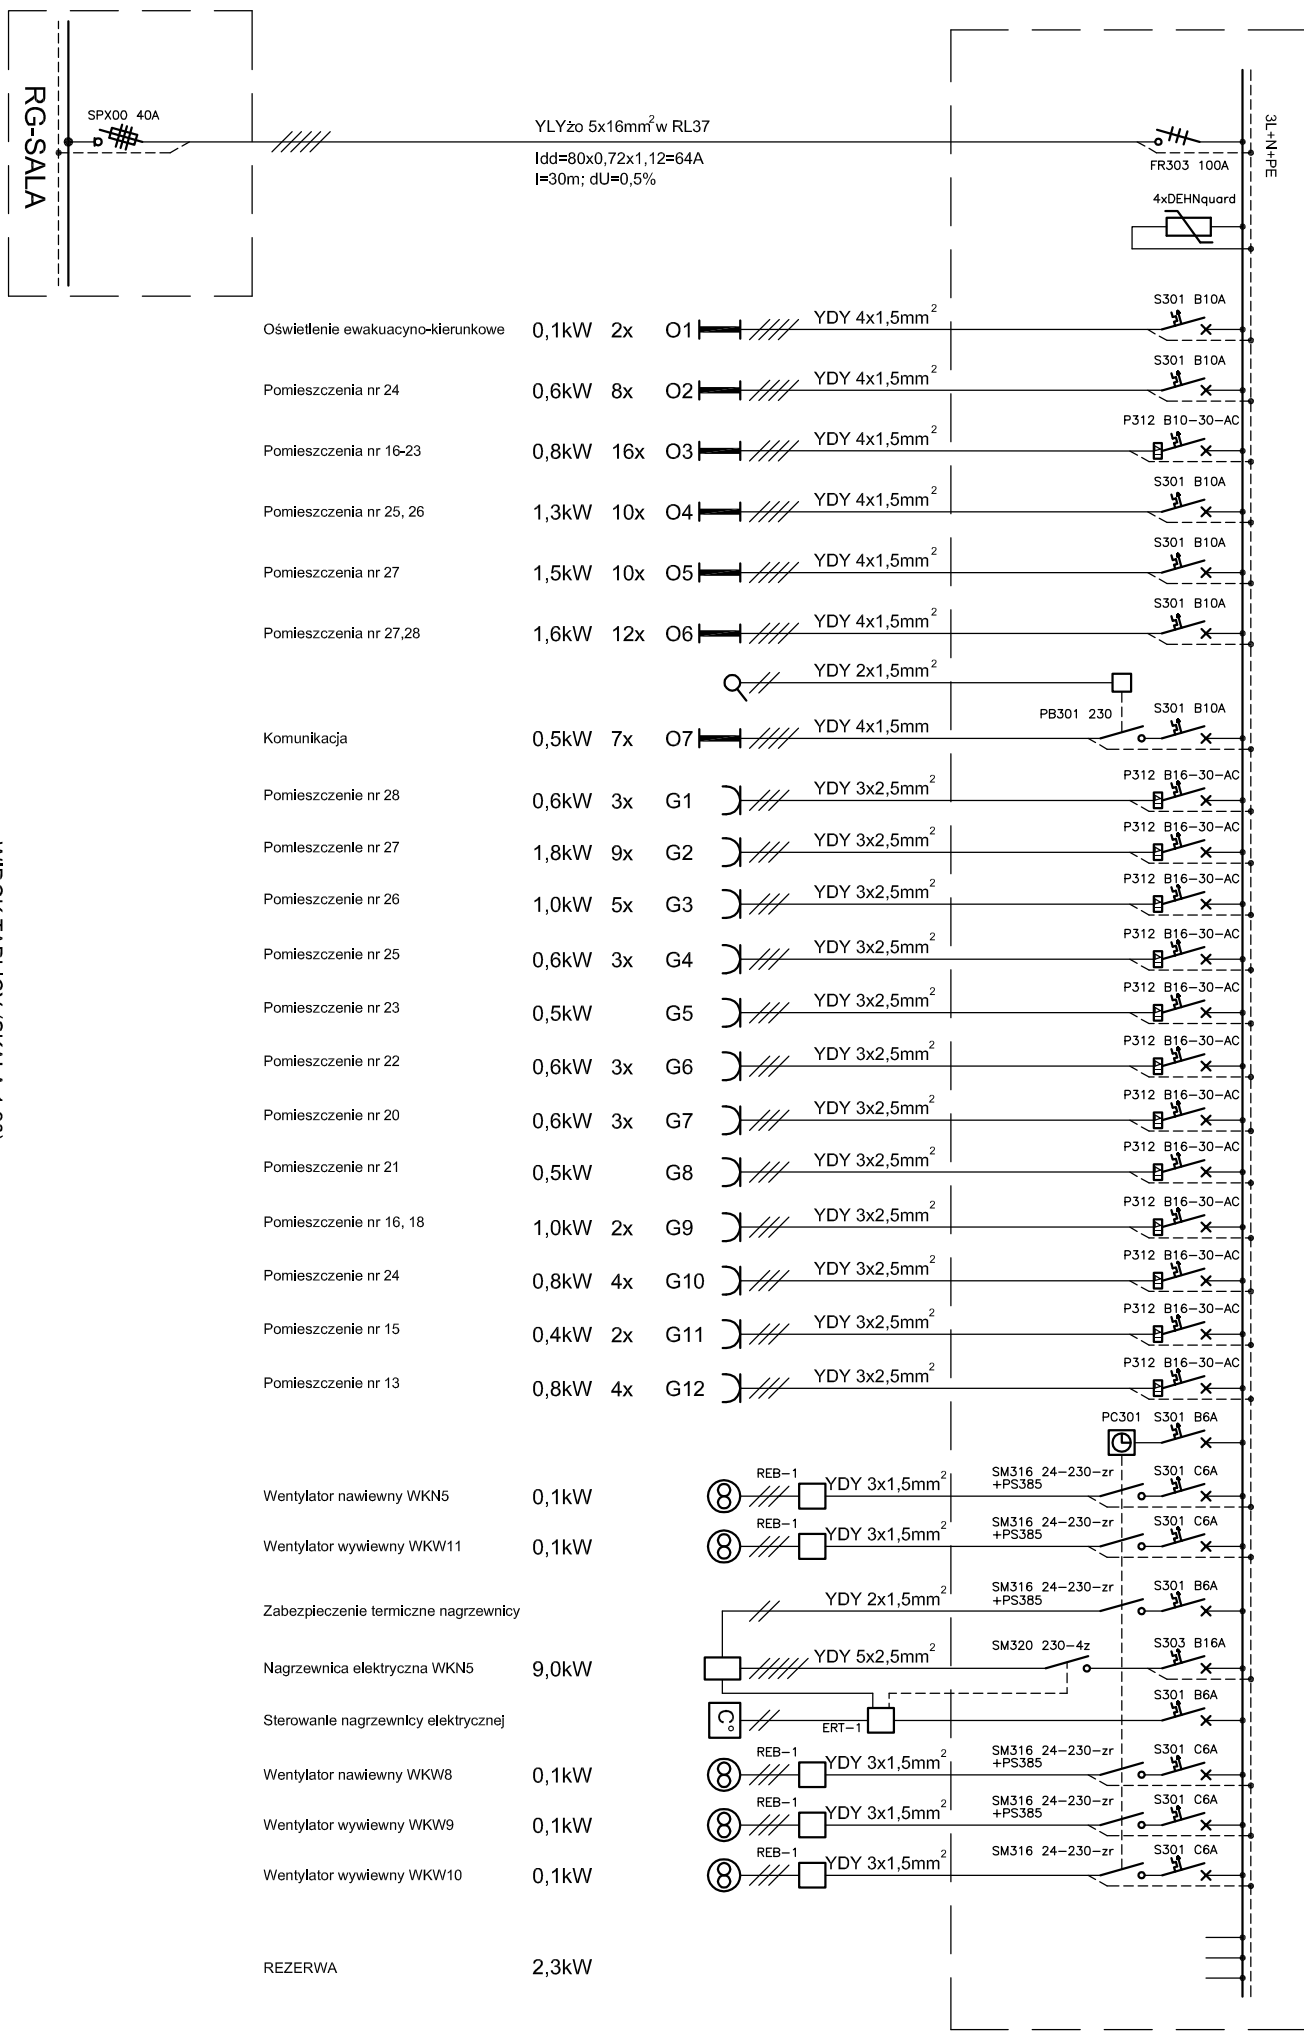 RG-SALA
SPX00 40A
YLYżo 5x16mm² w RL37
Idd=80x0,72x1,12=64A
l=30m; dU=0,5%
FR303 100A
3L+N+PE
4xDEHNguard
Oświetlenie ewakuacyno-kierunkowe 0,1kW 2x O1 YDY 4x1,5mm² S301 B10A
Pomieszczenia nr 24 0,6kW 8x O2 YDY 4x1,5mm² S301 B10A
Pomieszczenia nr 16-23 0,8kW 16x O3 YDY 4x1,5mm² P312 B10-30-AC
Pomieszczenia nr 25, 26 1,3kW 10x O4 YDY 4x1,5mm² S301 B10A
Pomieszczenia nr 27 1,5kW 10x O5 YDY 4x1,5mm² S301 B10A
Pomieszczenia nr 27,28 1,6kW 12x O6 YDY 4x1,5mm² S301 B10A
YDY 2x1,5mm²
Komunikacja 0,5kW 7x O7 YDY 4x1,5mm PB301 230 S301 B10A
Pomieszczenie nr 28 0,6kW 3x G1 YDY 3x2,5mm² P312 B16-30-AC
Pomieszczenie nr 27 1,8kW 9x G2 YDY 3x2,5mm² P312 B16-30-AC
Pomieszczenie nr 26 1,0kW 5x G3 YDY 3x2,5mm² P312 B16-30-AC
Pomieszczenie nr 25 0,6kW 3x G4 YDY 3x2,5mm² P312 B16-30-AC
Pomieszczenie nr 23 0,5kW G5 YDY 3x2,5mm² P312 B16-30-AC
Pomieszczenie nr 22 0,6kW 3x G6 YDY 3x2,5mm² P312 B16-30-AC
Pomieszczenie nr 20 0,6kW 3x G7 YDY 3x2,5mm² P312 B16-30-AC
Pomieszczenie nr 21 0,5kW G8 YDY 3x2,5mm² P312 B16-30-AC
Pomieszczenie nr 16, 18 1,0kW 2x G9 YDY 3x2,5mm² P312 B16-30-AC
Pomieszczenie nr 24 0,8kW 4x G10 YDY 3x2,5mm² P312 B16-30-AC
Pomieszczenie nr 15 0,4kW 2x G11 YDY 3x2,5mm² P312 B16-30-AC
Pomieszczenie nr 13 0,8kW 4x G12 YDY 3x2,5mm² P312 B16-30-AC
PC301 S301 B6A
Wentylator nawiewny WKN5 0,1kW REB-1 YDY 3x1,5mm² SM316 24-230-zr S301 C6A
+PS385
Wentylator wywiewny WKW11 0,1kW REB-1 YDY 3x1,5mm² SM316 24-230-zr S301 C6A
+PS385
Zabezpieczenie termiczne nagrzewnicy YDY 2x1,5mm² SM316 24-230-zr S301 B6A
+PS385
Nagrzewnica elektryczna WKN5 9,0kW YDY 5x2,5mm² SM320 230-4z S303 B16A
Sterowanie nagrzewnicy elektrycznej C° ERT-1 S301 B6A
Wentylator nawiewny WKW8 0,1kW REB-1 YDY 3x1,5mm² SM316 24-230-zr S301 C6A
+PS385
Wentylator wywiewny WKW9 0,1kW REB-1 YDY 3x1,5mm² SM316 24-230-zr S301 C6A
+PS385
Wentylator wywiewny WKW10 0,1kW REB-1 YDY 3x1,5mm² SM316 24-230-zr S301 C6A
REZERWA 2,3kW